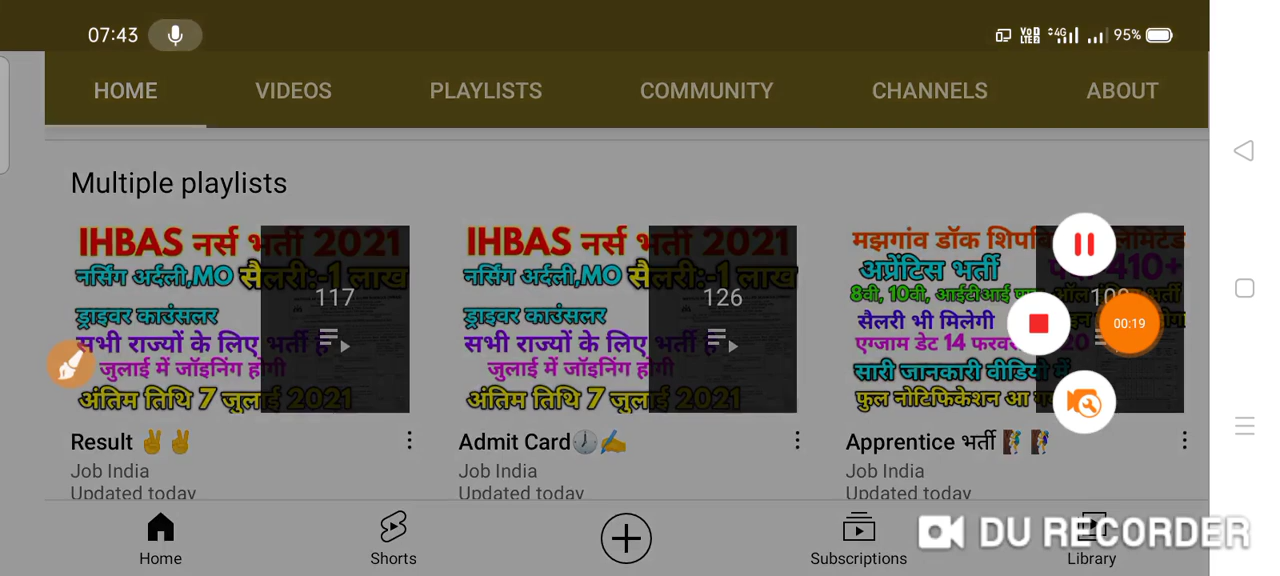 07:43
VoD LTE2 4G 95%
HOME VIDEOS PLAYLISTS COMMUNITY CHANNELS ABOUT
Multiple playlists
IHBAS नर्स भर्ती 2021
नर्सिंग अर्दली,MO सैलरी:-1 लाख
ड्राइवर काउंसलर
सभी राज्यों के लिए भर्ती है
जुलाई में जॉइनिंग होगी
अंतिम तिथि 7 जुलाई 2021
117
Result ✌✌
Job India
Updated today
IHBAS नर्स भर्ती 2021
नर्सिंग अर्दली,MO सैलरी:-1 लाख
ड्राइवर काउंसलर
सभी राज्यों के लिए भर्ती है
जुलाई में जॉइनिंग होगी
अंतिम तिथि 7 जुलाई 2021
126
Admit Card🕗✍
Job India
Updated today
मझगांव डॉक
अप्रेंटिस भर्ती 410+
8वी, 10वी, आईटीआई
सैलरी भी मिलेगी
एग्जाम डेट 14
सारी जानकारी वीडियो में
फुल नोटिफिकेशन आ
00:19
Apprentice भर्ती
Job India
Home Shorts Subscriptions Library
DU RECORDER